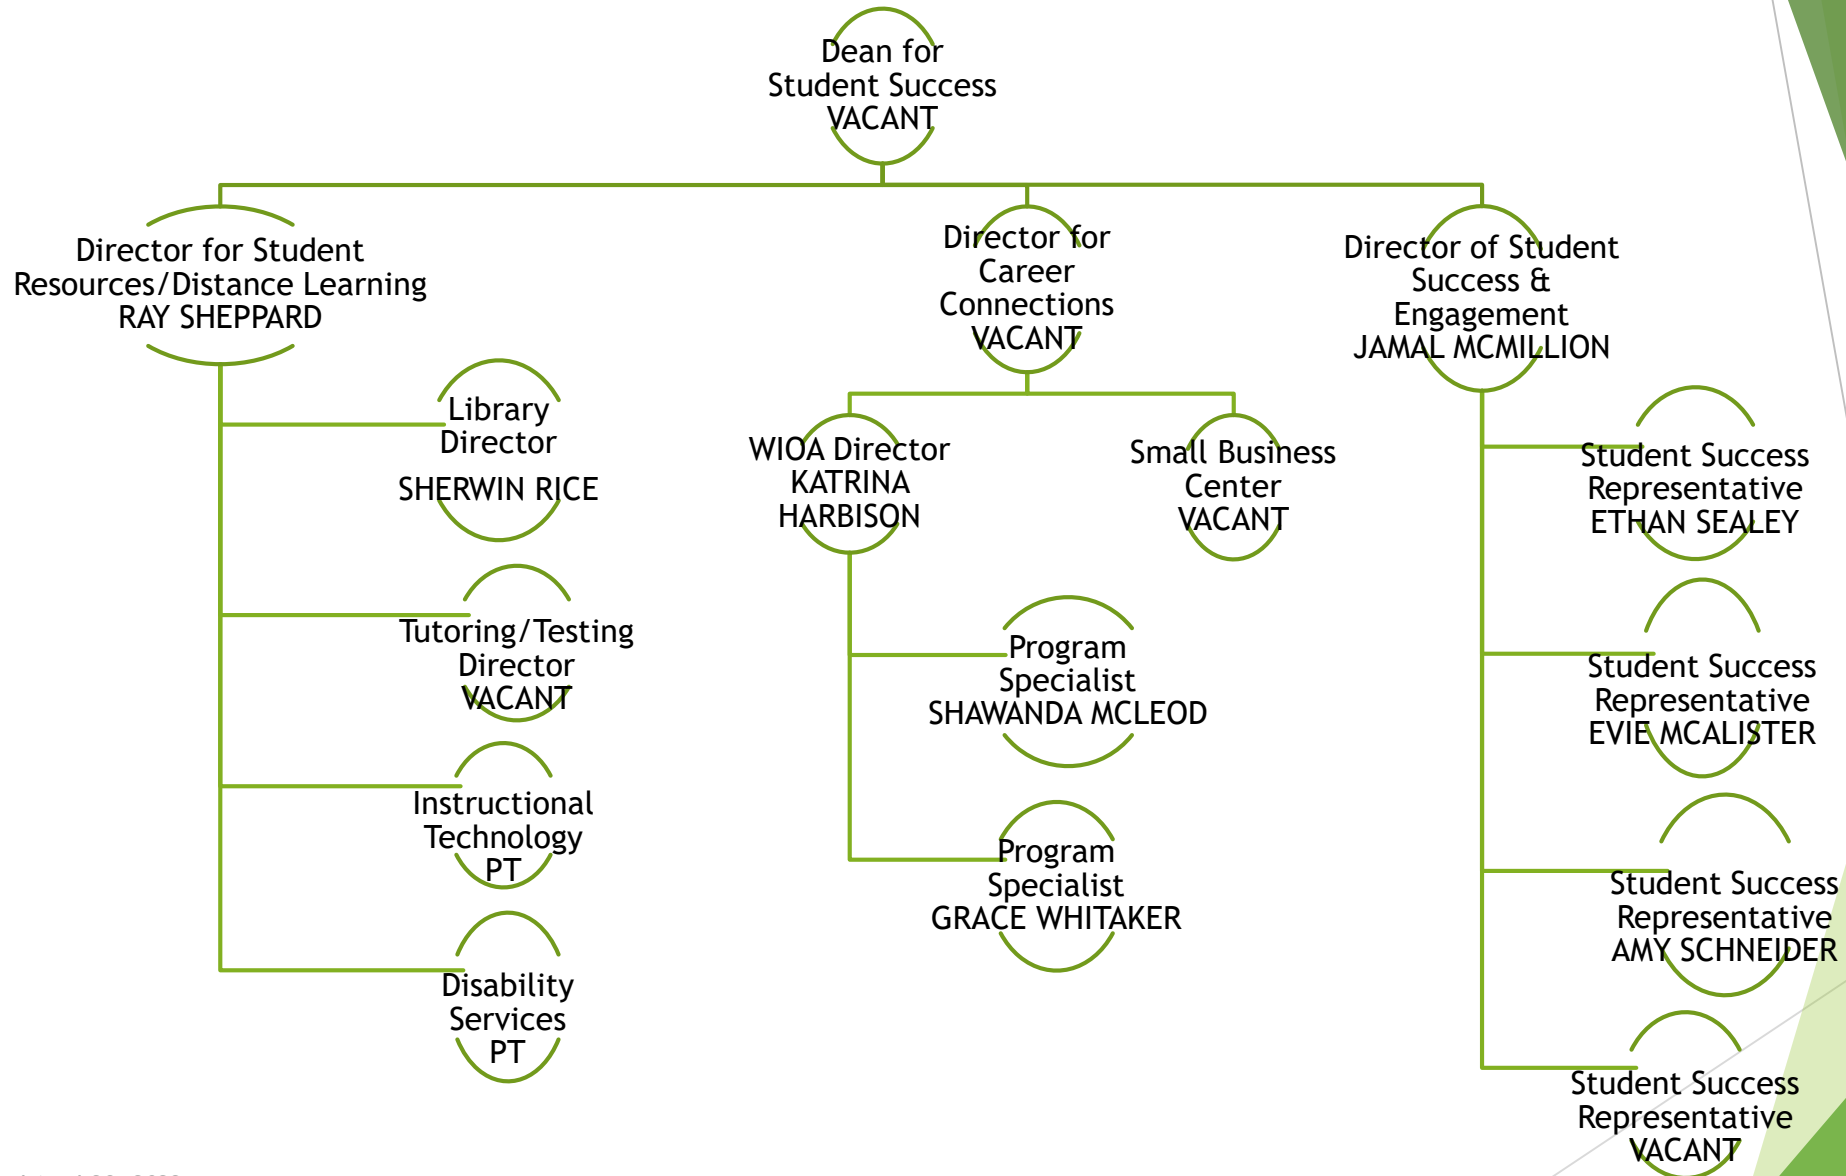 Dean for
Student Success
VACANT
Director for Student
Resources/Distance Learning
RAY SHEPPARD
Library
Director
SHERWIN RICE
Tutoring/Testing
Director
VACANT
Instructional
Technology
PT
Disability
Services
PT
Director for
Career
Connections
VACANT
WIOA Director
KATRINA
HARBISON
Program
Specialist
SHAWANDA MCLEOD
Program
Specialist
GRACE WHITAKER
Small Business
Center
VACANT
Director of Student
Success &
Engagement
JAMAL MCMILLION
Student Success
Representative
ETHAN SEALEY
Student Success
Representative
EVIE MCALISTER
Student Success
Representative
AMY SCHNEIDER
Student Success
Representative
VACANT